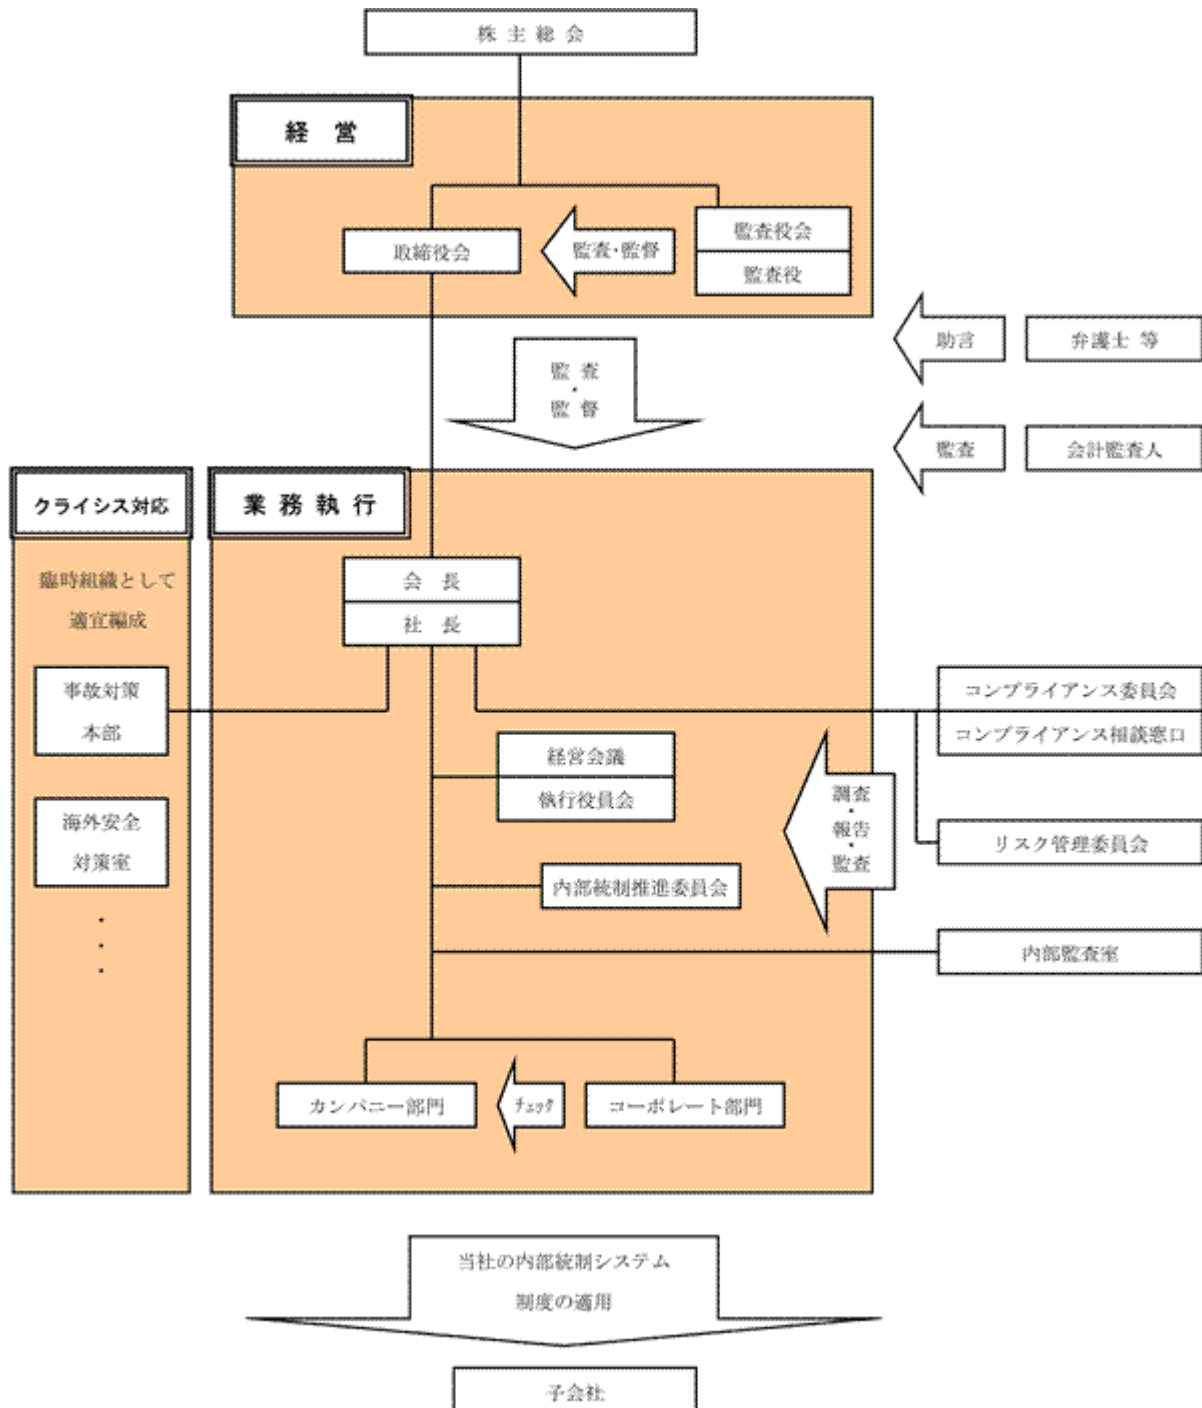 株 主 総 会
経 営
取締役会
監査・監督
監査役会
監査役
助言
弁護士 等
監 査
・
監 督
監査
会計監査人
クライシス対応
業 務 執 行
臨時組織として
適宜編成
会 長
社 長
事故対策
本部
コンプライアンス委員会
コンプライアンス相談窓口
経営会議
執行役員会
調査
・
報告
・
監査
海外安全
対策室
・
・
・
リスク管理委員会
内部統制推進委員会
内部監査室
カンパニー部門
チェック
コーポレート部門
当社の内部統制システム
制度の適用
子会社